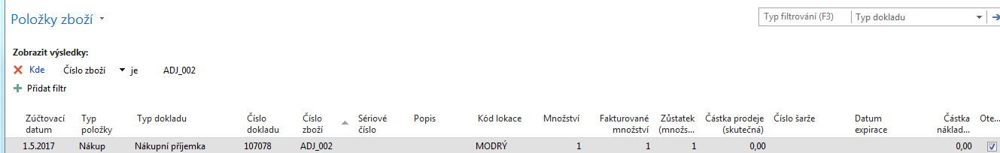 Položky zboží
Typ filtrování (F3) Typ dokladu
Zobrazit výsledky:
Kde Číslo zboží je ADJ_002
Přidat filtr
Zúčtovací datum Typ položky Typ dokladu Číslo dokladu Číslo zboží Sériové číslo Popis Kód lokace Množství Fakturované množství Zůstatek (množs... Částka prodeje (skutečná) Číslo šarže Datum expirace Částka náklad... Ote...
1.5.2017 Nákup Nákupní příjemka 107078 ADJ_002 MODRÝ 1 1 1 0,00 0,00